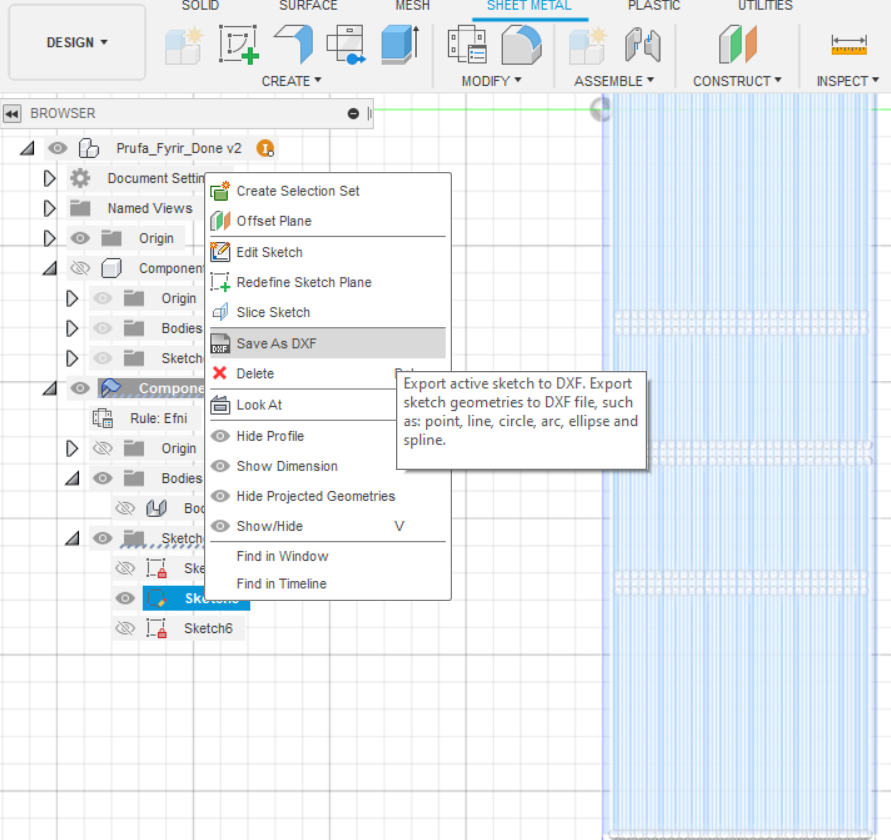 SOLID SURFACE MESH SHEET METAL PLASTIC UTILITIES
DESIGN
CREATE MODIFY ASSEMBLE CONSTRUCT INSPECT
BROWSER
Prufa_Fyrir_Done v2
Document Settin
Named Views
Origin
Component
Origin
Bodies
Sketch
Compone
Rule: Efni
Origin
Bodies
Boc
Sketch
Ske
Sketch6
Create Selection Set
Offset Plane
Edit Sketch
Redefine Sketch Plane
Slice Sketch
DXF
Save As DXF
Delete
Look At
Hide Profile
Show Dimension
Hide Projected Geometries
Show/Hide V
Find in Window
Find in Timeline
Export active sketch to DXF. Export
sketch geometries to DXF file, such
as: point, line, circle, arc, ellipse and
spline.